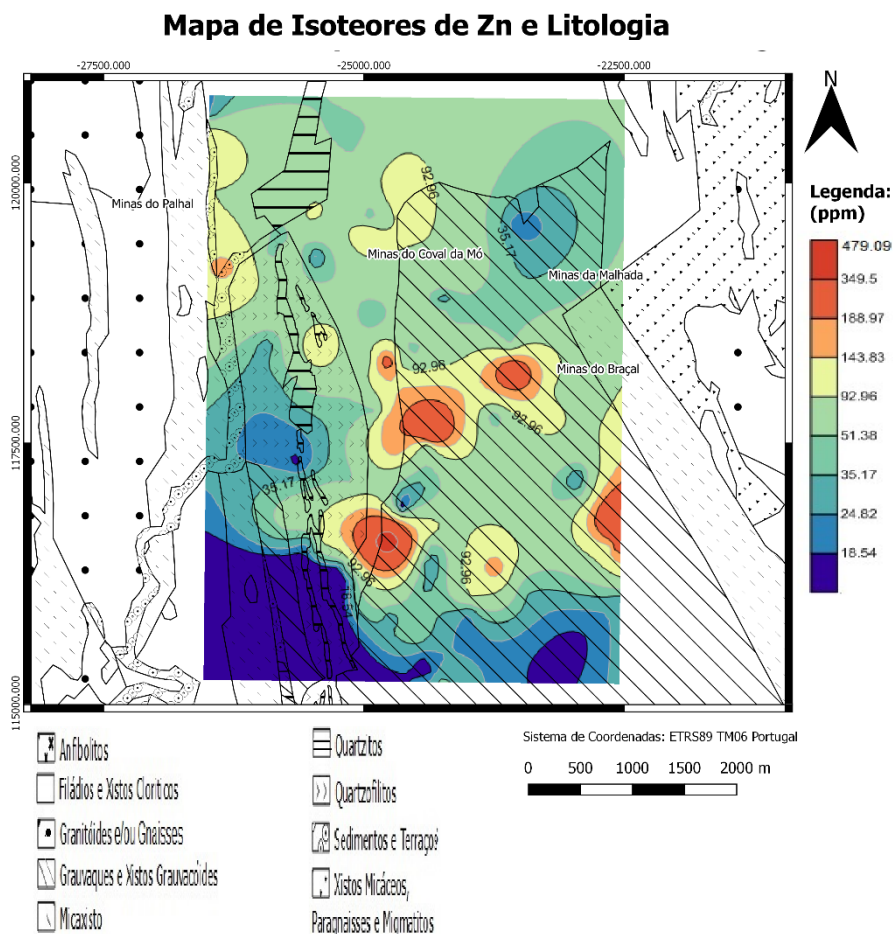 Mapa de Isoteores de Zn e Litologia
-27500.000
-25000.000
-22500.000
N
120000.000
117500.000
115000.000
Minas do Palhal
92.96
35.17
Minas do Coval da Mó
Minas da Malhada
92.96
Minas do Braçal
92.96
35.17
92.96
92.96
Legenda:
(ppm)
479.09
349.5
188.97
143.83
92.96
51.38
35.17
24.82
18.54
Anfibolitos
Filádios e Xistos Cloriticos
Granitóides e/ou Gnaisses
Grauvaques e Xistos Grauvacóides
Micaxisto
Quartzitos
Quartzofilitos
Sedimentos e Terraços
Xistos Micáceos,
Paragnaisses e Migmatitos
Sistema de Coordenadas: ETRS89 TM06 Portugal
0 500 1000 1500 2000 m